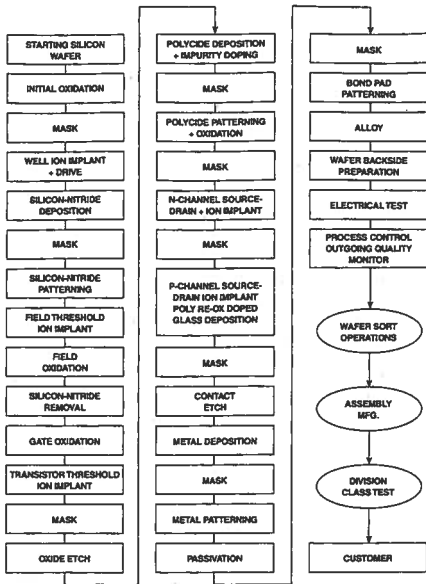 STARTING SILICON
WAFER
INITIAL OXIDATION
MASK
WELL ION IMPLANT
+ DRIVE
SILICON-NITRIDE
DEPOSITION
MASK
SILICON-NITRIDE
PATTERNING
FIELD THRESHOLD
ION IMPLANT
FIELD
OXIDATION
SILICON-NITRIDE
REMOVAL
GATE OXIDATION
TRANSISTOR THRESHOLD
ION IMPLANT
MASK
OXIDE ETCH
POLYCIDE DEPOSITION
+ IMPURITY DOPING
MASK
POLYCIDE PATTERNING
+ OXIDATION
MASK
N-CHANNEL SOURCE-
DRAIN + ION IMPLANT
MASK
P-CHANNEL SOURCE-
DRAIN ION IMPLANT
POLY RE-OX DOPED
GLASS DEPOSITION
MASK
CONTACT
ETCH
METAL DEPOSITION
MASK
METAL PATTERNING
PASSIVATION
MASK
BOND PAD
PATTERNING
ALLOY
WAFER BACKSIDE
PREPARATION
ELECTRICAL TEST
PROCESS CONTROL
OUTGOING QUALITY
MONITOR
WAFER SORT
OPERATIONS
ASSEMBLY
MFG.
DIVISION
CLASS TEST
CUSTOMER